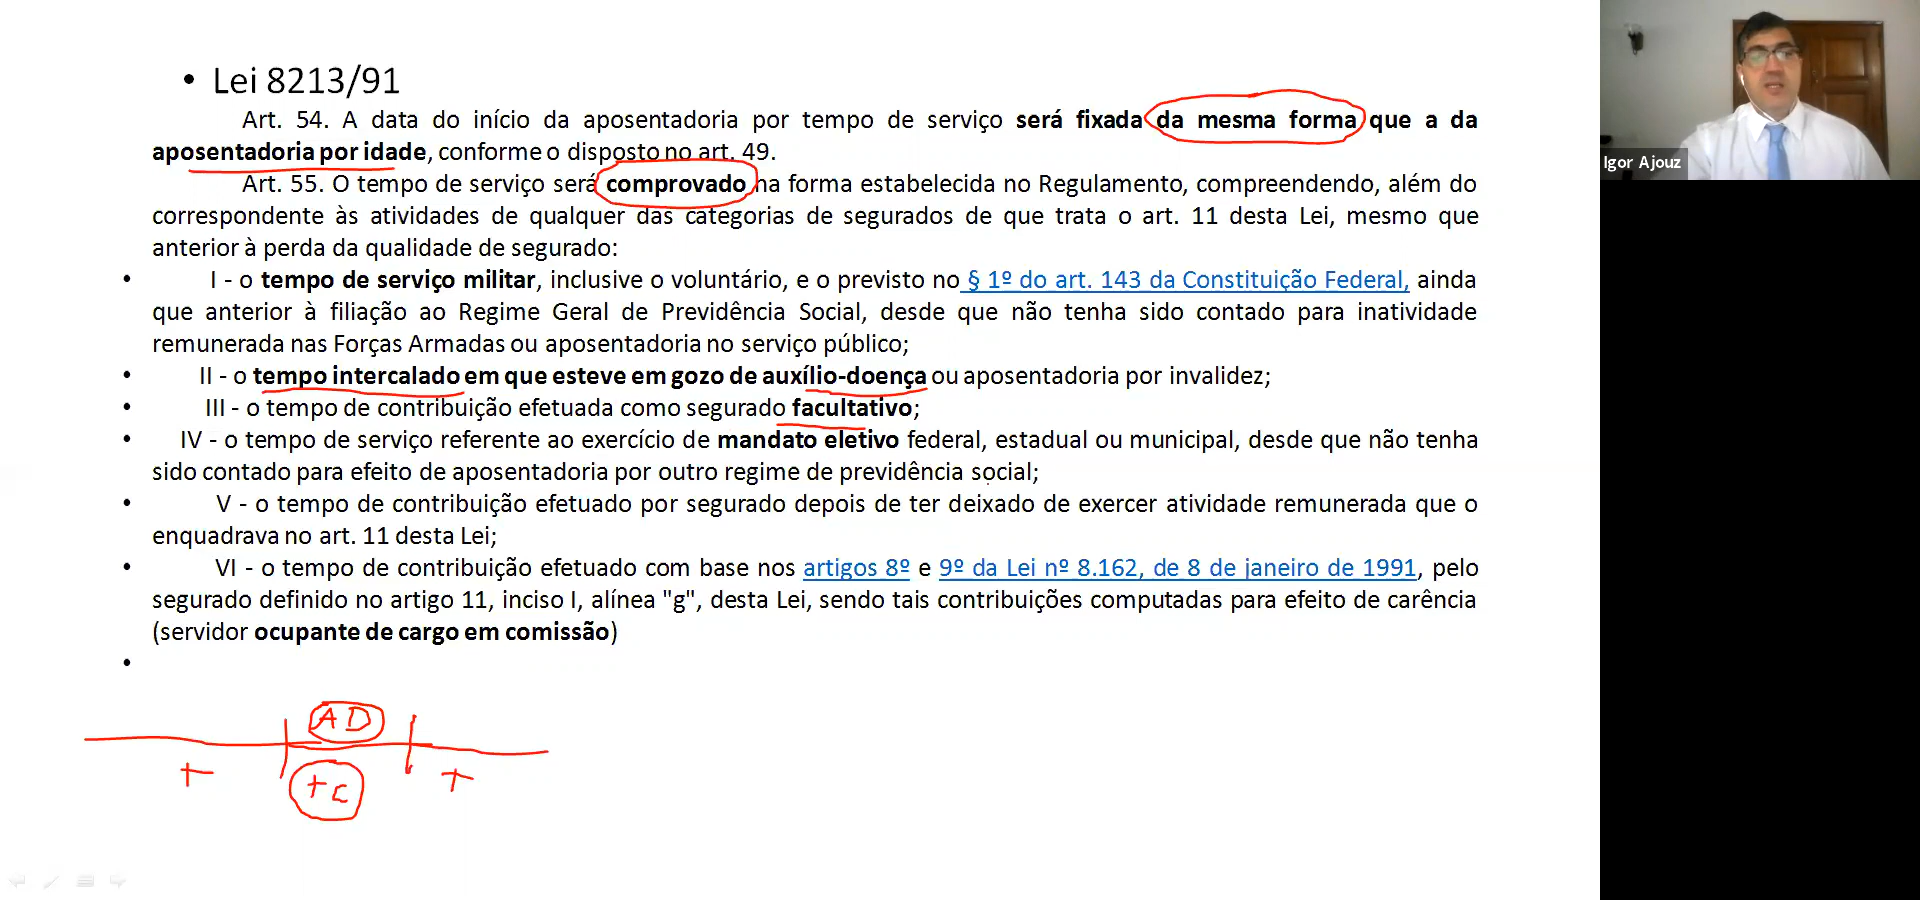 • Lei 8213/91
Art. 54. A data do início da aposentadoria por tempo de serviço será fixada da mesma forma que a da
aposentadoria por idade, conforme o disposto no art. 49.
Art. 55. O tempo de serviço será comprovado na forma estabelecida no Regulamento, compreendendo, além do
correspondente às atividades de qualquer das categorias de segurados de que trata o art. 11 desta Lei, mesmo que
anterior à perda da qualidade de segurado:
• I - o tempo de serviço militar, inclusive o voluntário, e o previsto no § 1º do art. 143 da Constituição Federal, ainda
que anterior à filiação ao Regime Geral de Previdência Social, desde que não tenha sido contado para inatividade
remunerada nas Forças Armadas ou aposentadoria no serviço público;
• II - o tempo intercalado em que esteve em gozo de auxílio-doença ou aposentadoria por invalidez;
• III - o tempo de contribuição efetuada como segurado facultativo;
• IV - o tempo de serviço referente ao exercício de mandato eletivo federal, estadual ou municipal, desde que não tenha
sido contado para efeito de aposentadoria por outro regime de previdência social;
• V - o tempo de contribuição efetuado por segurado depois de ter deixado de exercer atividade remunerada que o
enquadrava no art. 11 desta Lei;
• VI - o tempo de contribuição efetuado com base nos artigos 8º e 9º da Lei nº 8.162, de 8 de janeiro de 1991, pelo
segurado definido no artigo 11, inciso I, alínea "g", desta Lei, sendo tais contribuições computadas para efeito de carência
(servidor ocupante de cargo em comissão)
•
AD
T TC T
Igor Ajouz